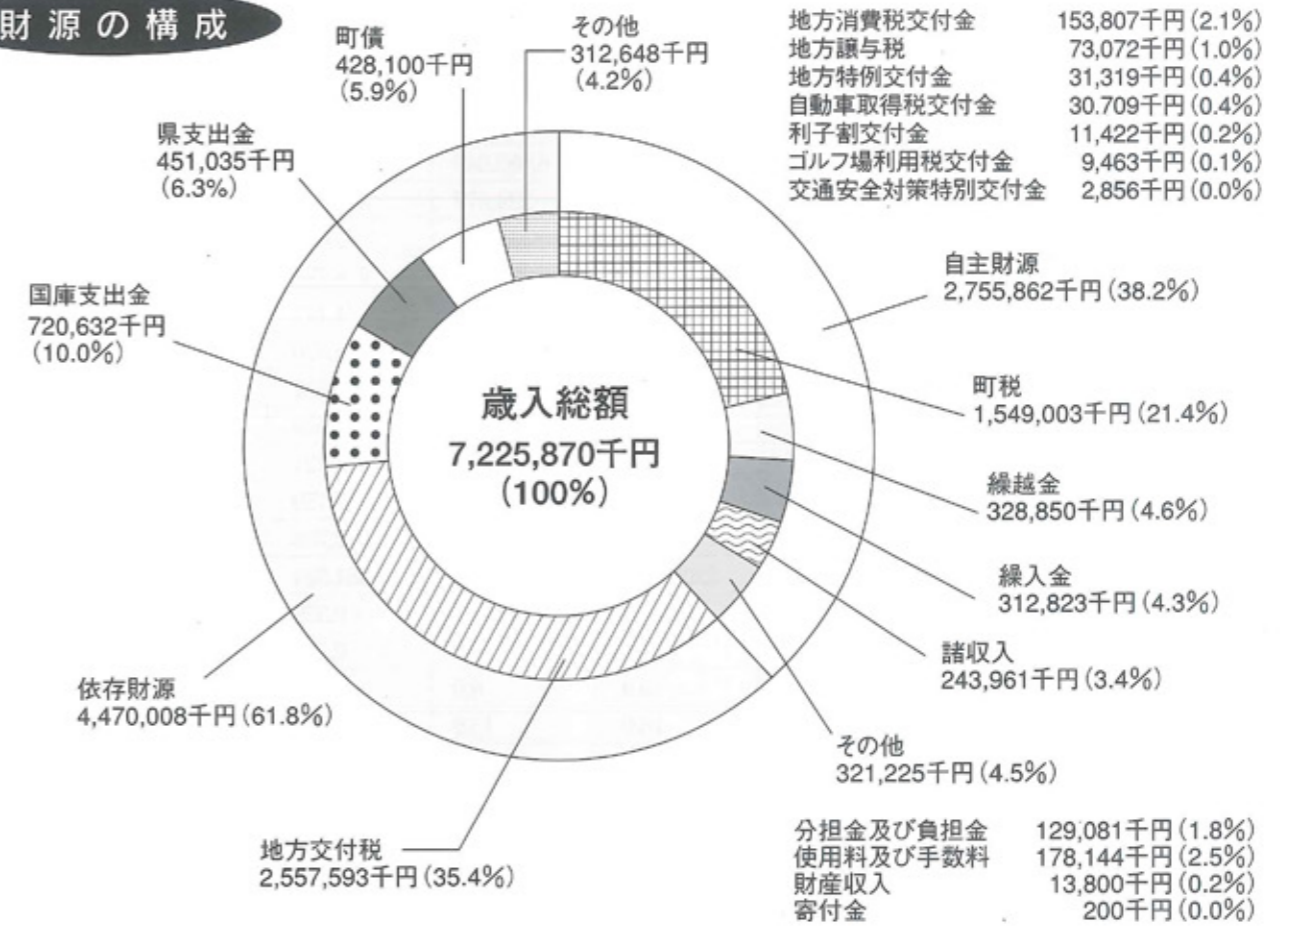 財源の構成
町債
428,100千円
(5.9%)
その他
312,648千円
(4.2%)
地方消費税交付金 153,807千円(2.1%)
地方譲与税 73,072千円(1.0%)
地方特例交付金 31,319千円(0.4%)
自動車取得税交付金 30.709千円(0.4%)
利子割交付金 11,422千円(0.2%)
ゴルフ場利用税交付金 9,463千円(0.1%)
交通安全対策特別交付金 2,856千円(0.0%)
県支出金
451,035千円
(6.3%)
国庫支出金
720,632千円
(10.0%)
自主財源
2,755,862千円(38.2%)
町税
1,549,003千円(21.4%)
歳入総額
7,225,870千円
(100%)
繰越金
328,850千円(4.6%)
繰入金
312,823千円(4.3%)
諸収入
243,961千円(3.4%)
依存財源
4,470,008千円(61.8%)
その他
321,225千円(4.5%)
地方交付税
2,557,593千円(35.4%)
分担金及び負担金 129,081千円(1.8%)
使用料及び手数料 178,144千円(2.5%)
財産収入 13,800千円(0.2%)
寄付金 200千円(0.0%)